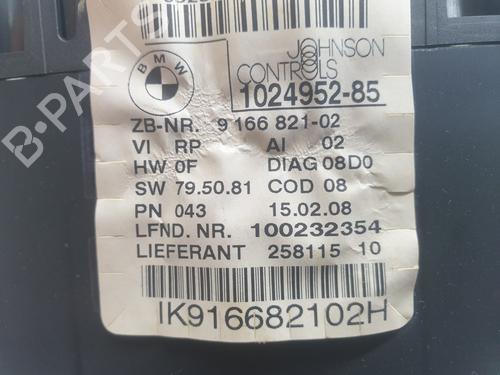 BMW
JOHNSON
CONTROLS
1024952-85
ZB-NR. 9 166 821-02
VI RP AI 02
HW 0F DIAG 08D0
SW 79.50.81 COD 08
PN 043 15.02.08
LFND. NR. 100232354
LIEFERANT 258115 10
IK916682102H
B-PARTS